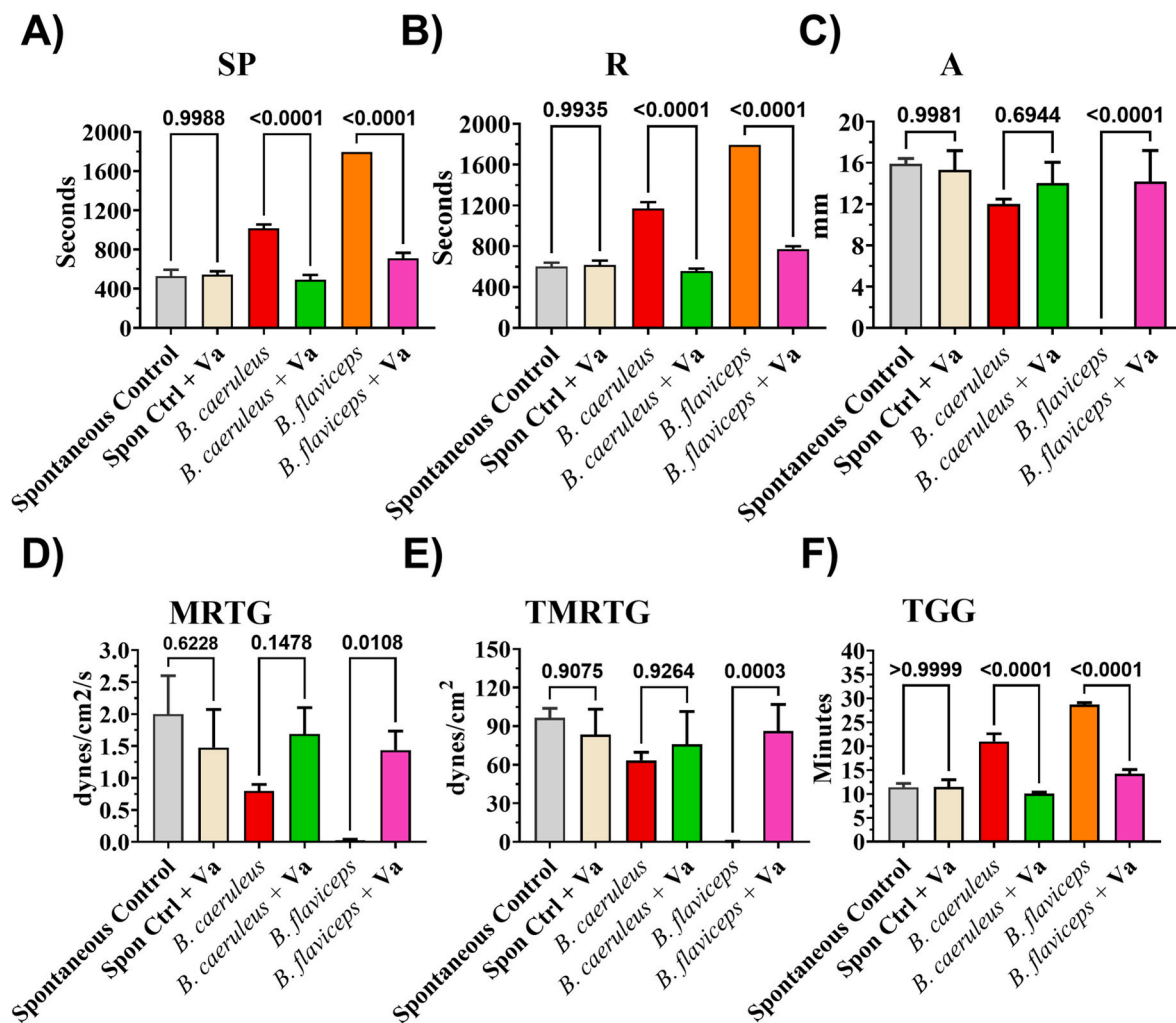 A)
SP
0.9988 <0.0001 <0.0001
Seconds
2000
1600
1200
800
400
0
Spontaneous Control
Spon Ctrl + Va
B. caeruleus
B. caeruleus + Va
B. flaviceps
B. flaviceps + Va
B)
R
0.9935 <0.0001 <0.0001
Seconds
2000
1600
1200
800
400
0
Spontaneous Control
Spon Ctrl + Va
B. caeruleus
B. caeruleus + Va
B. flaviceps
B. flaviceps + Va
C)
A
0.9981 0.6944 <0.0001
mm
20
16
12
8
4
0
Spontaneous Control
Spon Ctrl + Va
B. caeruleus
B. caeruleus + Va
B. flaviceps
B. flaviceps + Va
D)
MRTG
0.6228 0.1478 0.0108
dynes/cm2/s
3.0
2.5
2.0
1.5
1.0
0.5
0.0
Spontaneous Control
Spon Ctrl + Va
B. caeruleus
B. caeruleus + Va
B. flaviceps
B. flaviceps + Va
E)
TMRTG
0.9075 0.9264 0.0003
dynes/cm²
150
120
90
60
30
0
Spontaneous Control
Spon Ctrl + Va
B. caeruleus
B. caeruleus + Va
B. flaviceps
B. flaviceps + Va
F)
TGG
>0.9999 <0.0001 <0.0001
Minutes
40
35
30
25
20
15
10
5
0
Spontaneous Control
Spon Ctrl + Va
B. caeruleus
B. caeruleus + Va
B. flaviceps
B. flaviceps + Va